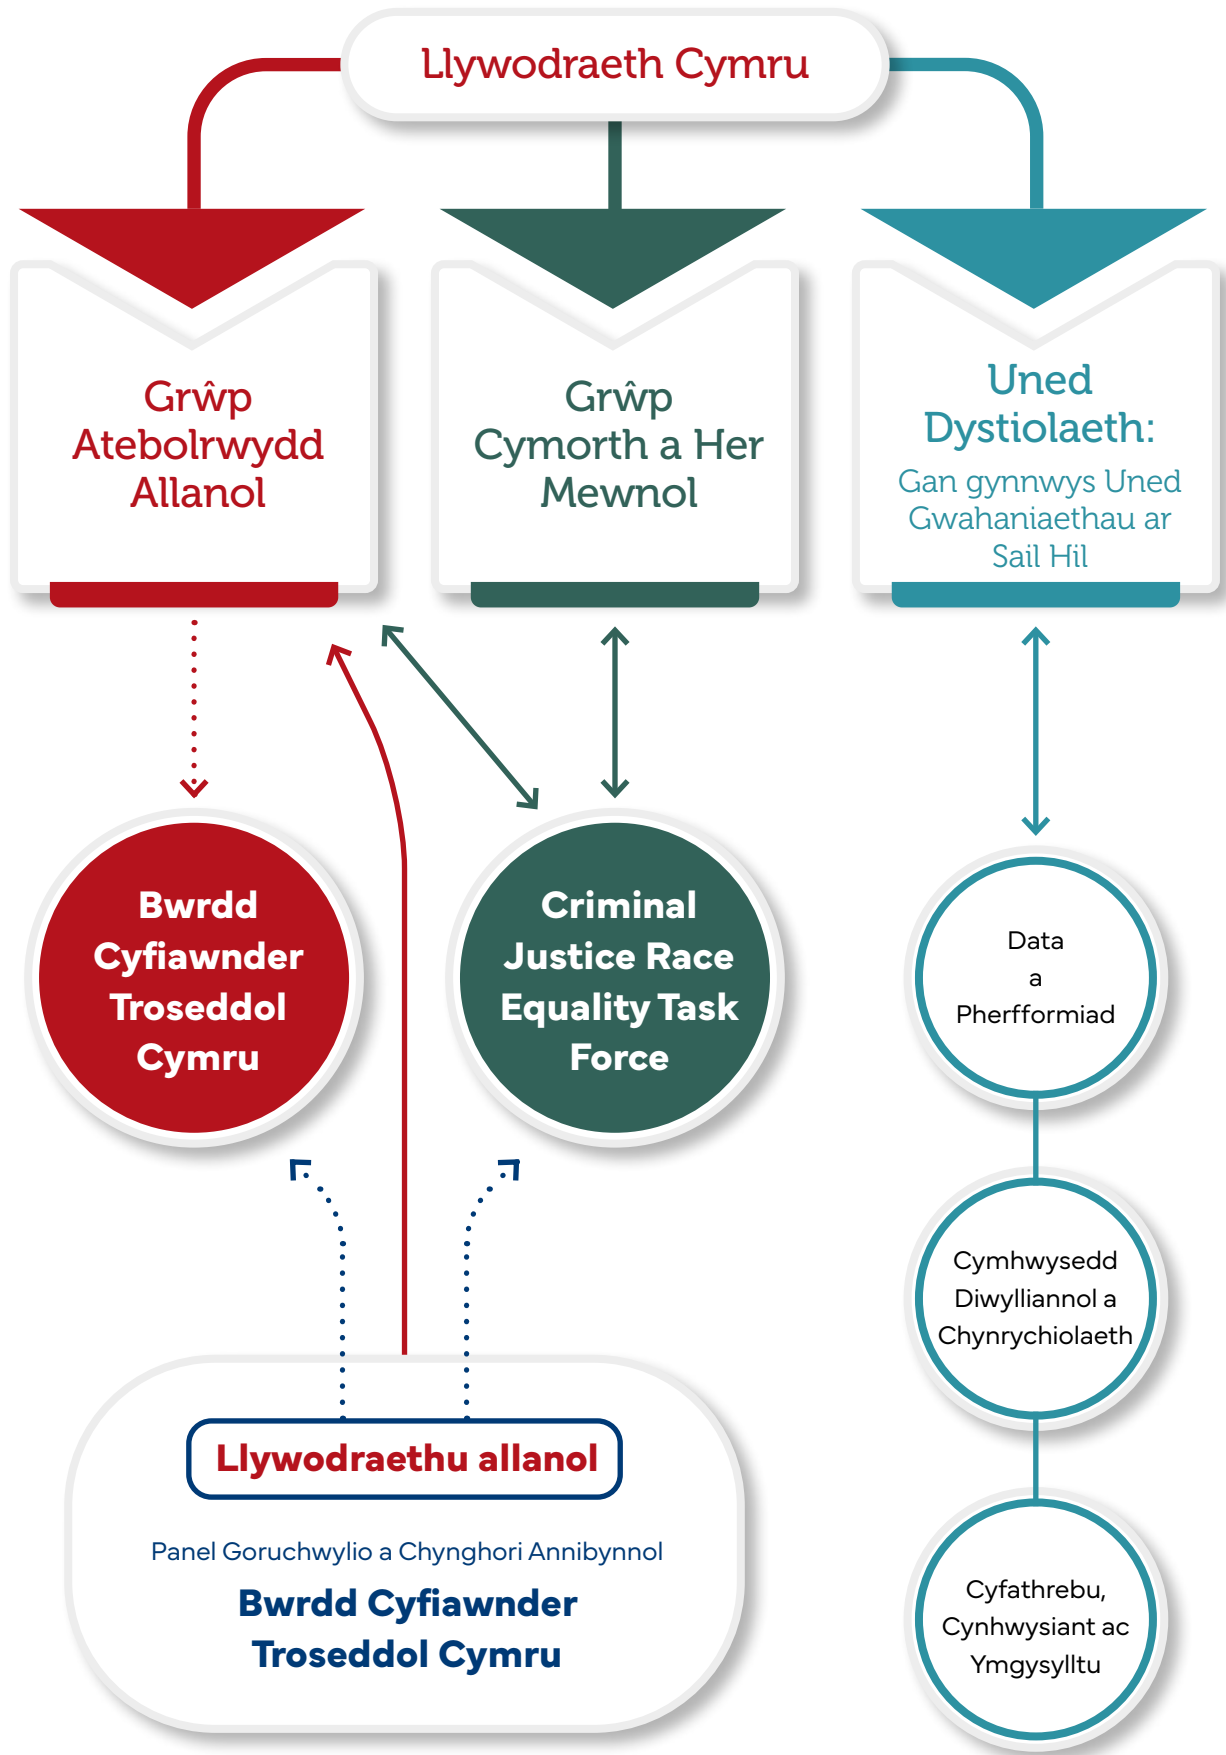 Llywodraeth Cymru
Grŵp
Atebolrwydd
Allanol
Grŵp
Cymorth a Her
Mewnol
Uned
Dystiolaeth:
Gan gynnwys Uned
Gwahaniaethau ar
Sail Hil
Bwrdd
Cyfiawnder
Troseddol
Cymru
Criminal
Justice Race
Equality Task
Force
Data
a
Pherfformiad
Cymhwysedd
Diwylliannol a
Chynrychiolaeth
Cyfathrebu,
Cynhwysiant ac
Ymgysylltu
Llywodraethu allanol
Panel Goruchwylio a Chynghori Annibynnol
Bwrdd Cyfiawnder
Troseddol Cymru